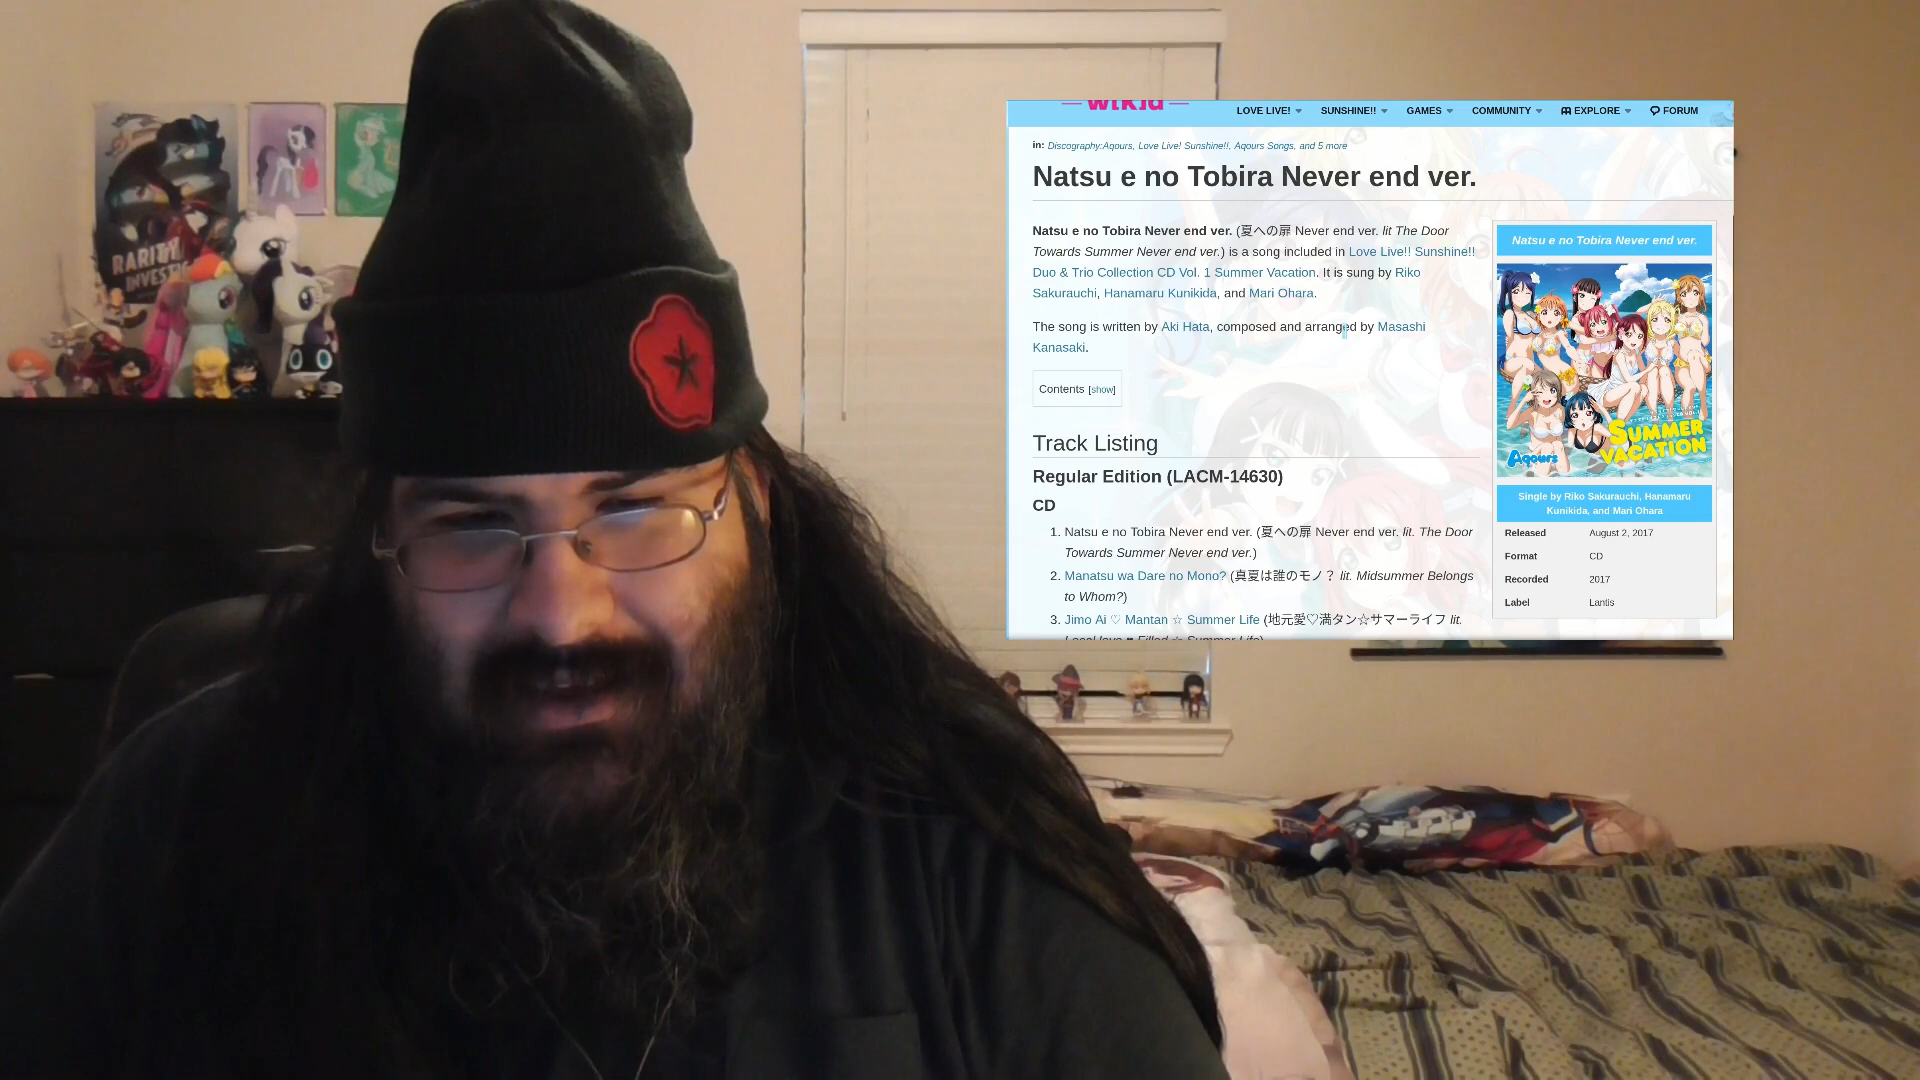 wiki
LOVE LIVE! SUNSHINE!! GAMES COMMUNITY EXPLORE FORUM
in: Discography:Aqours, Love Live! Sunshine!!, Aqours Songs, and 5 more
Natsu e no Tobira Never end ver.
Natsu e no Tobira Never end ver. (夏への扉 Never end ver. lit The Door
Towards Summer Never end ver.) is a song included in Love Live!! Sunshine!!
Duo & Trio Collection CD Vol. 1 Summer Vacation. It is sung by Riko
Sakurauchi, Hanamaru Kunikida, and Mari Ohara.
The song is written by Aki Hata, composed and arranged by Masashi
Kanasaki.
Contents [show]
Track Listing
Regular Edition (LACM-14630)
CD
1. Natsu e no Tobira Never end ver. (夏への扉 Never end ver. lit. The Door
Towards Summer Never end ver.)
2. Manatsu wa Dare no Mono? (真夏は誰のモノ？ lit. Midsummer Belongs
to Whom?)
3. Jimo Ai ♡ Mantan ☆ Summer Life (地元愛♡満タン☆サマーライフ lit.
Local love ♥ Filled ☆ Summer Life)
Natsu e no Tobira Never end ver.
SUMMER
VACATION
Aqours
Single by Riko Sakurauchi, Hanamaru
Kunikida, and Mari Ohara
Released August 2, 2017
Format CD
Recorded 2017
Label Lantis
RARITY